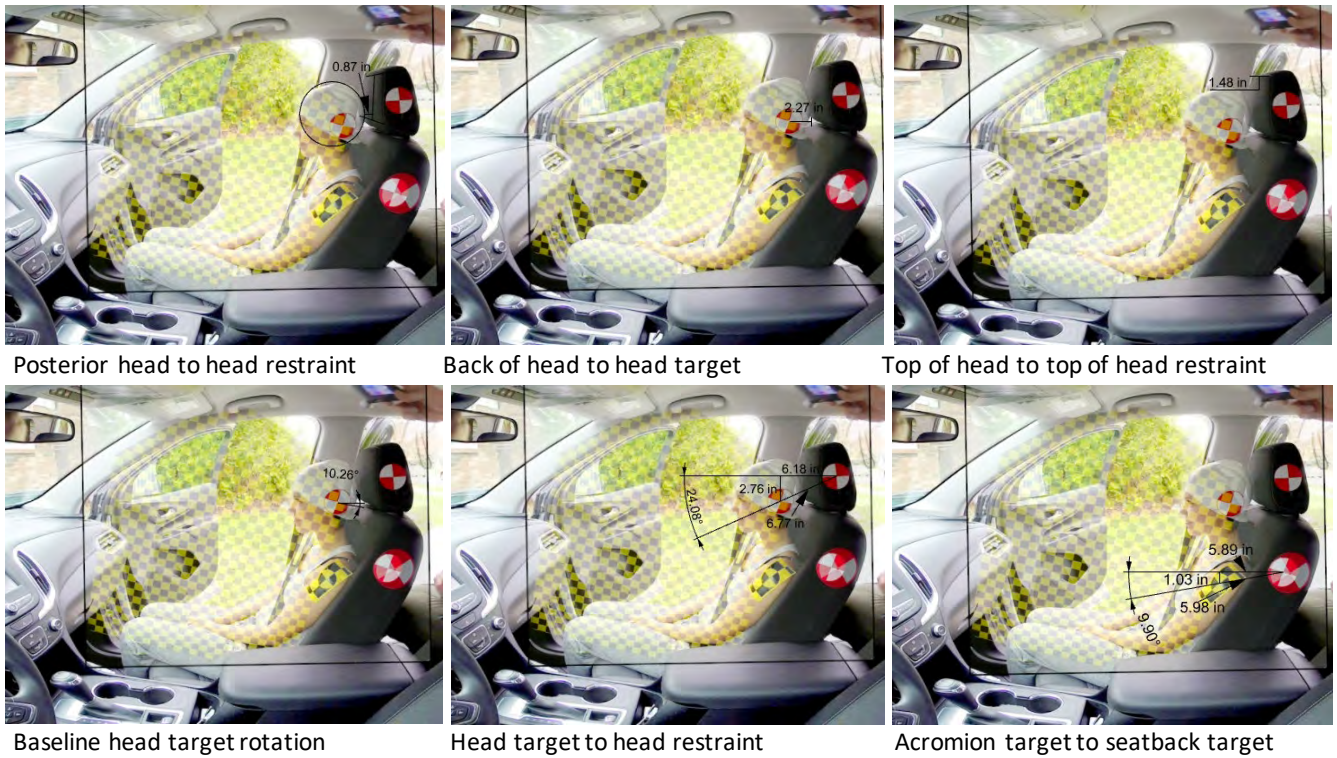 0.87 in
2.27 in
1.48 in
Posterior head to head restraint
Back of head to head target
Top of head to top of head restraint
10.26°
6.18 in
2.76 in
24.08°
6.77 in
5.89 in
1.03 in
5.98 in
9.90°
Baseline head target rotation
Head target to head restraint
Acromion target to seatback target